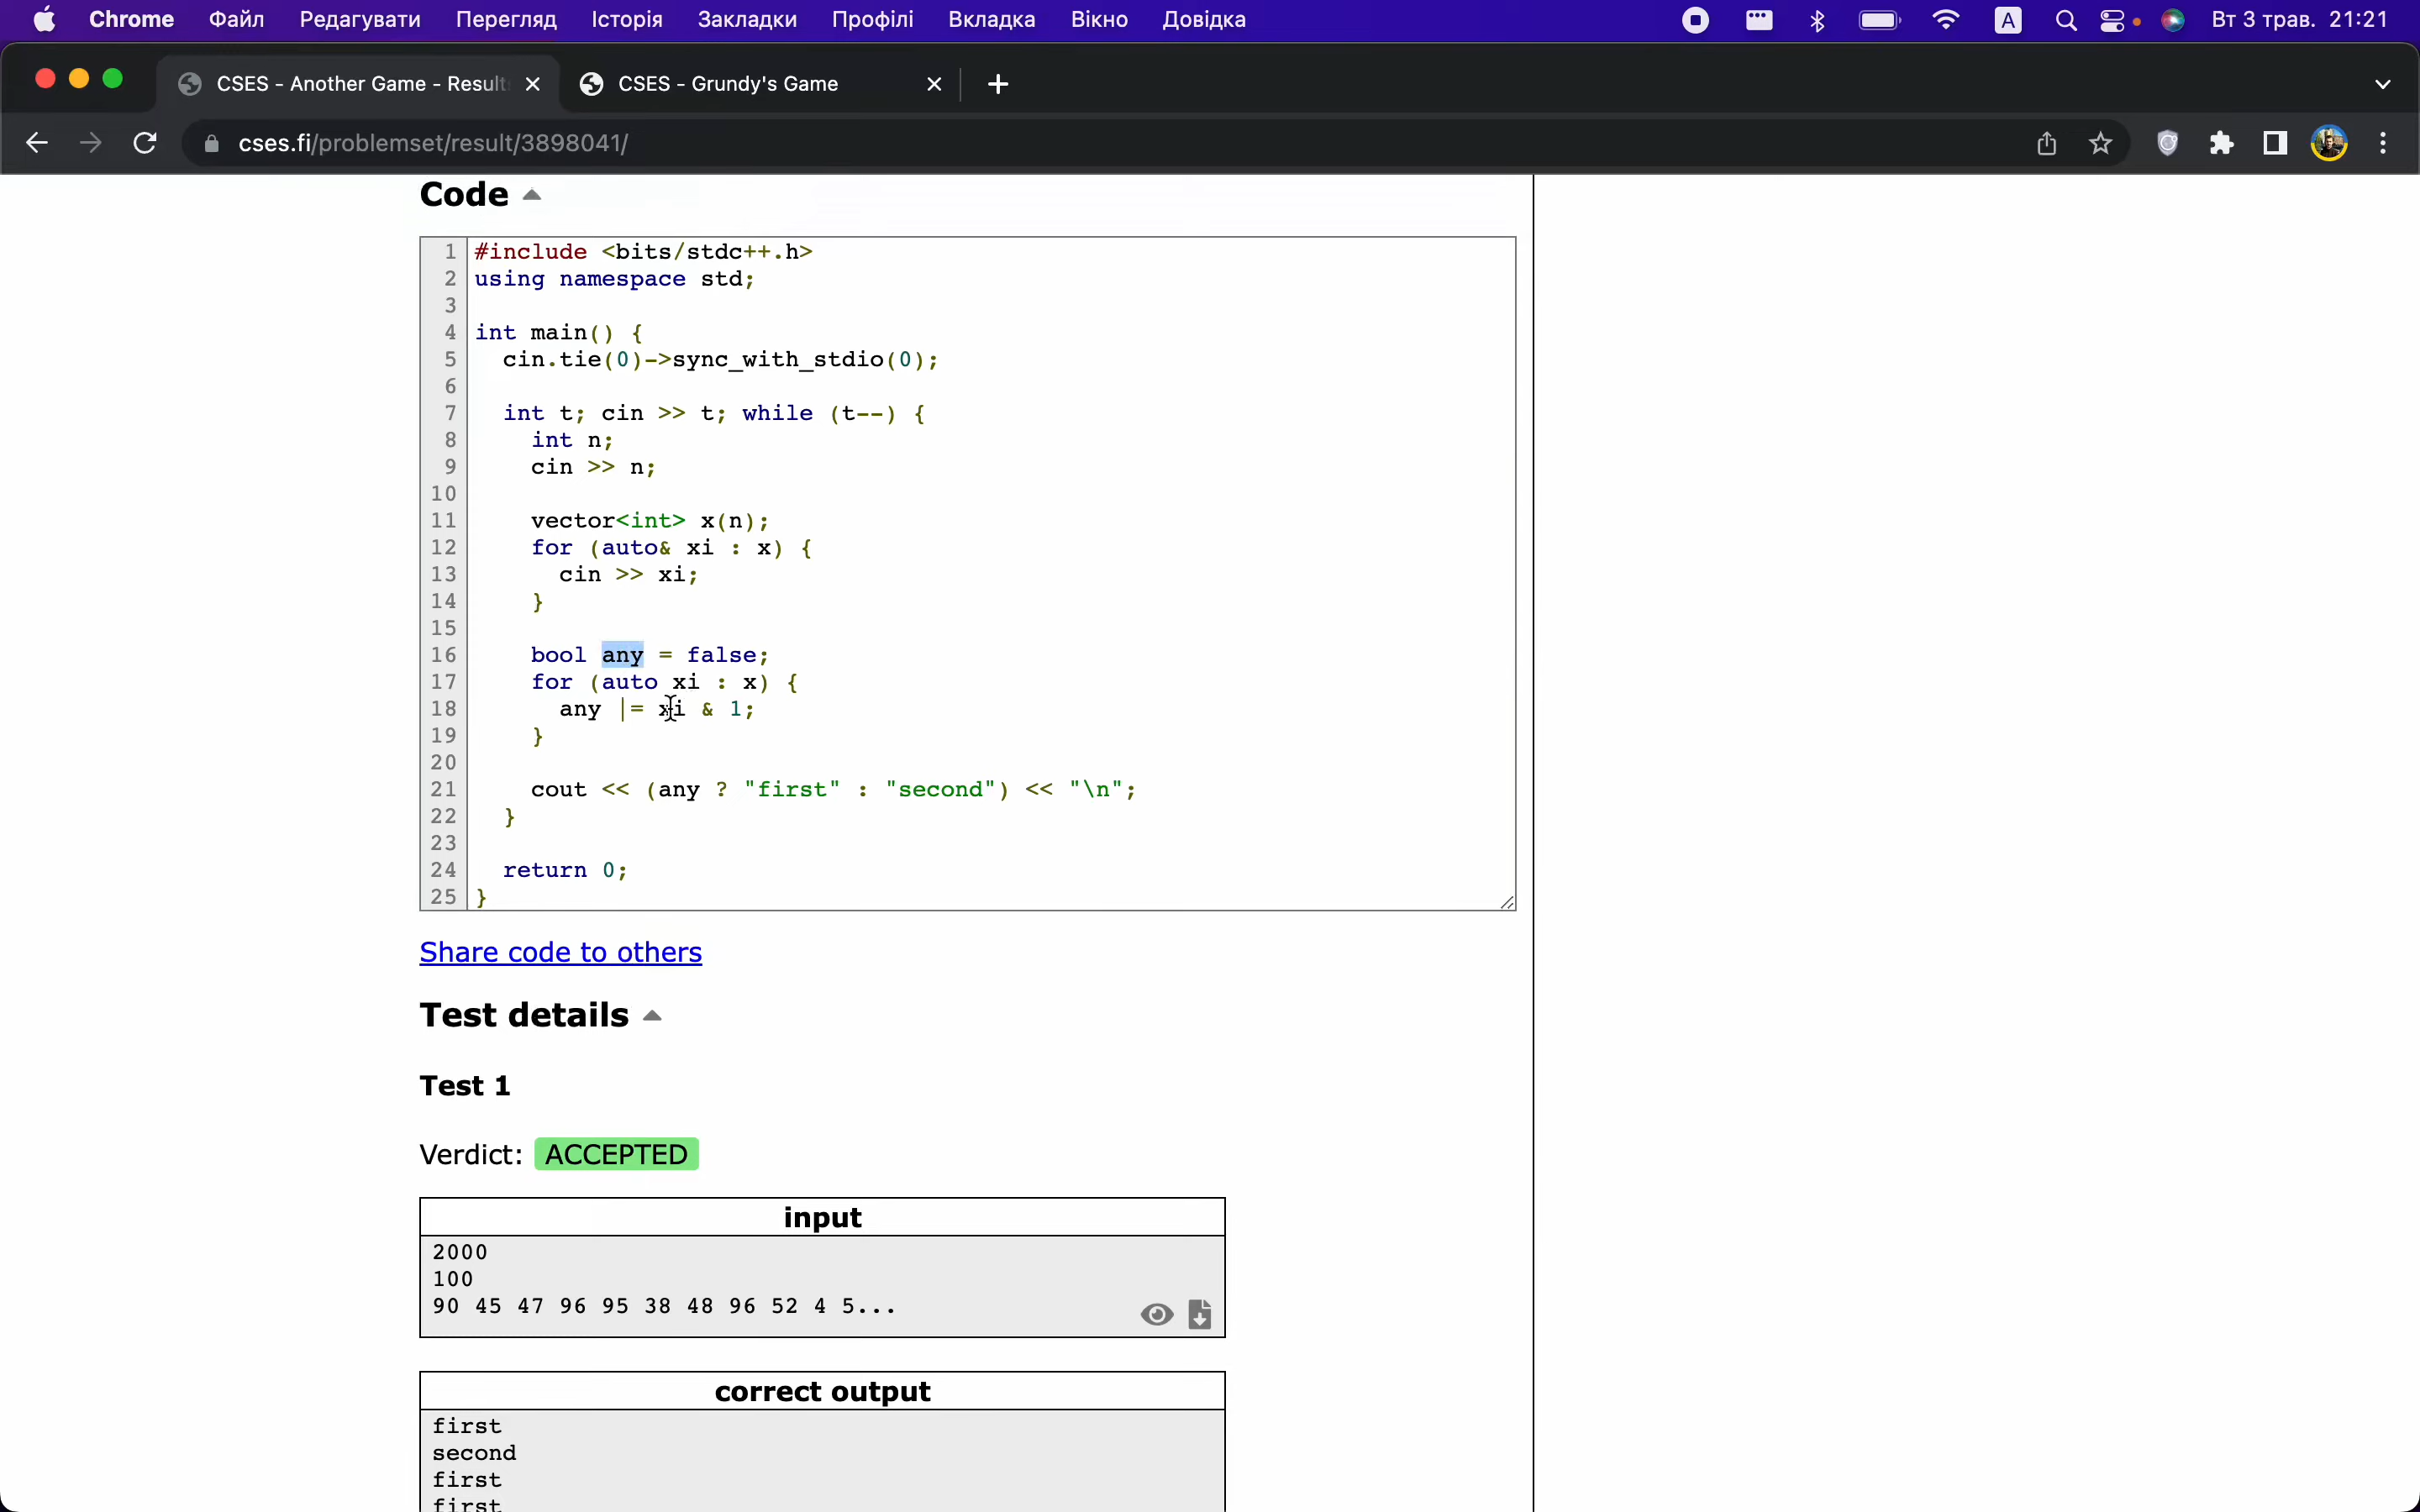 Chrome Файл Редагувати Перегляд Історія Закладки Профілі Вкладка Вікно Довідка A Вт 3 трав. 21:21
CSES - Another Game - Result CSES - Grundy's Game
cses.fi/problemset/result/3898041/
Code
1 #include <bits/stdc++.h>
2 using namespace std;
3
4 int main() {
5 cin.tie(0)->sync_with_stdio(0);
6
7 int t; cin >> t; while (t--) {
8 int n;
9 cin >> n;
10
11 vector<int> x(n);
12 for (auto& xi : x) {
13 cin >> xi;
14 }
15
16 bool any = false;
17 for (auto xi : x) {
18 any |= xi & 1;
19 }
20
21 cout << (any ? "first" : "second") << "\n";
22 }
23
24 return 0;
25 }
Share code to others
Test details
Test 1
Verdict: ACCEPTED
input
2000
100
90 45 47 96 95 38 48 96 52 4 5...
correct output
first
second
first
first